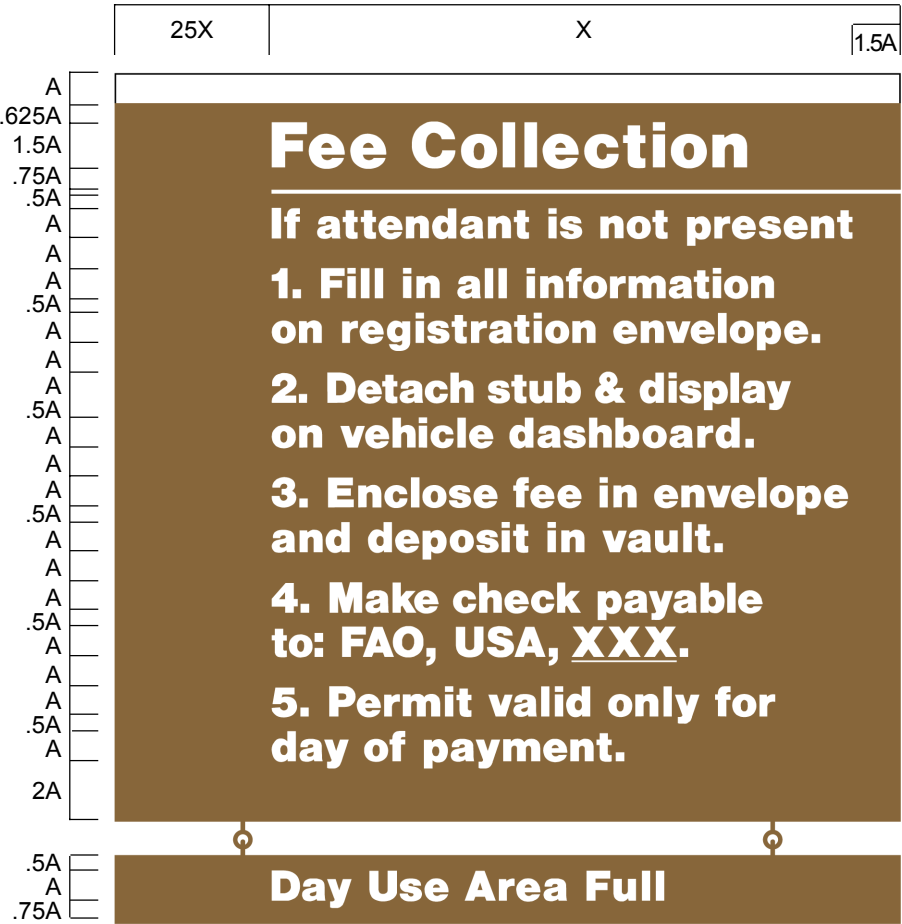 25X X
1.5A
A
.625A
1.5A
.75A
.5A
A
A
A
.5A
A
A
A
.5A
A
A
A
.5A
A
A
A
.5A
A
A
A
.5A
A
2A
Fee Collection
If attendant is not present
1. Fill in all information
on registration envelope.
2. Detach stub & display
on vehicle dashboard.
3. Enclose fee in envelope
and deposit in vault.
4. Make check payable
to: FAO, USA, XXX.
5. Permit valid only for
day of payment.
.5A
A
.75A
Day Use Area Full